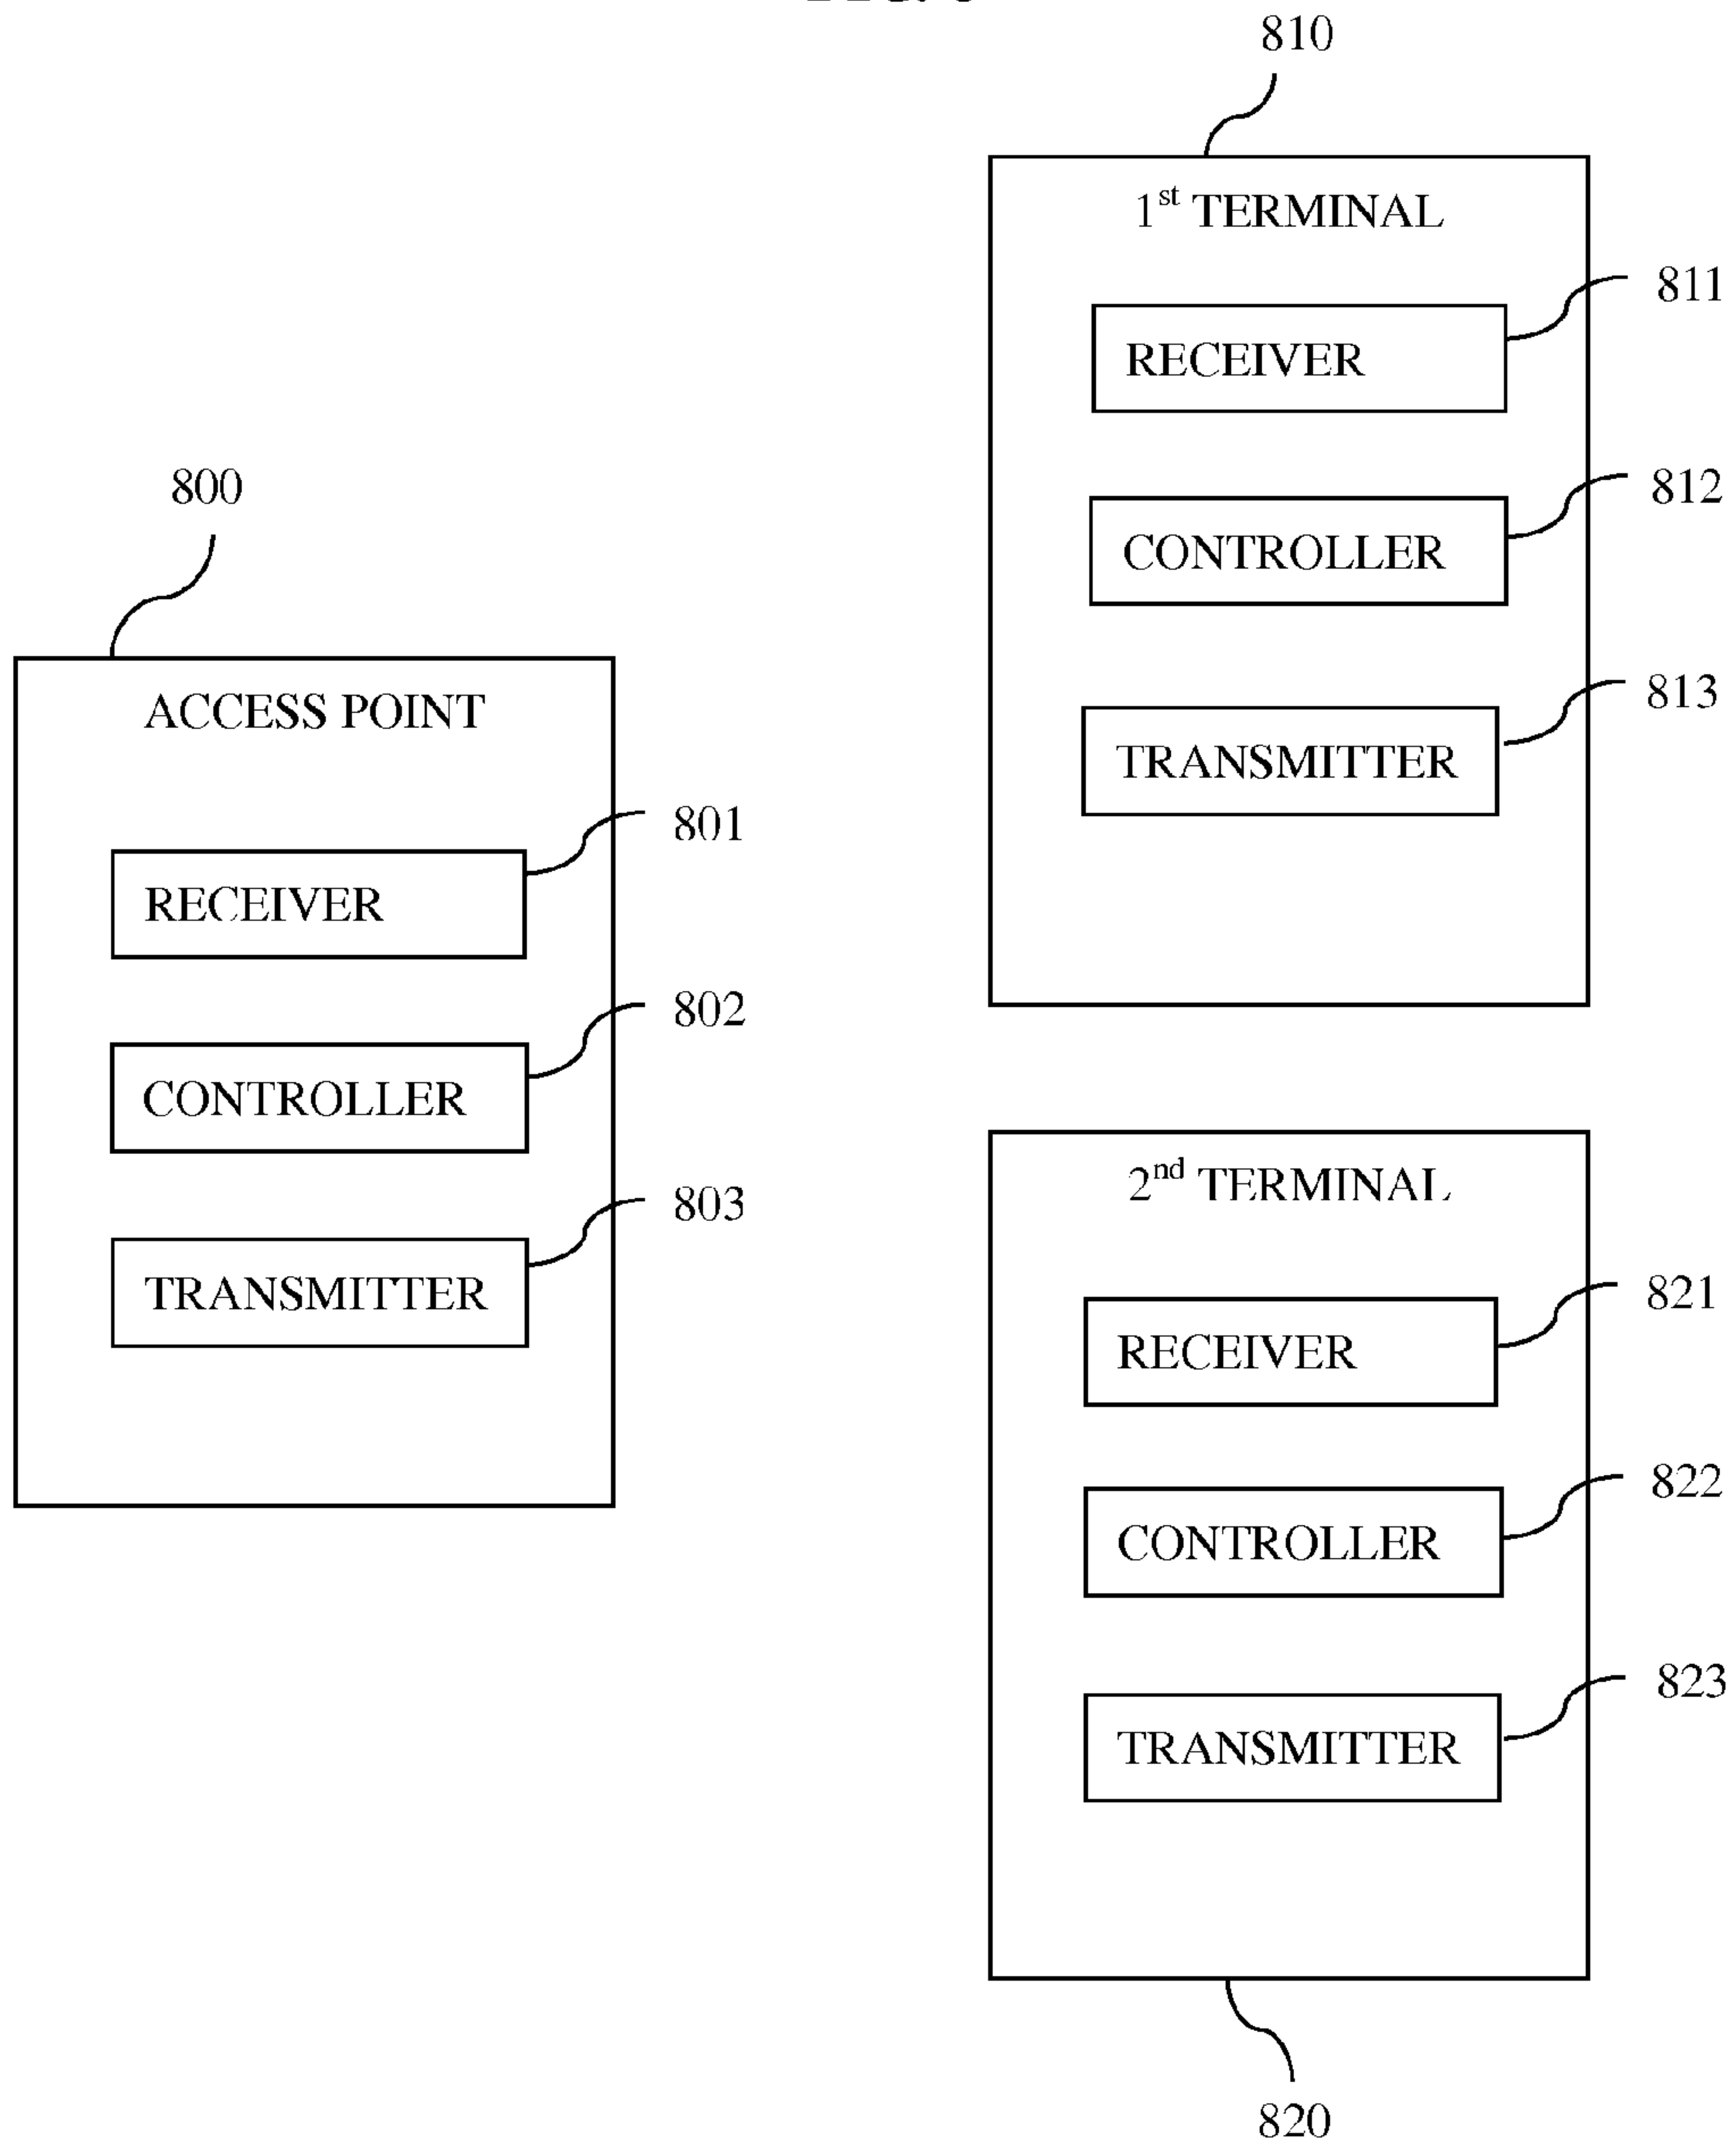 810
1st TERMINAL
811
RECEIVER
812
CONTROLLER
813
TRANSMITTER
800
ACCESS POINT
801
RECEIVER
802
CONTROLLER
803
TRANSMITTER
2nd TERMINAL
821
RECEIVER
822
CONTROLLER
823
TRANSMITTER
820